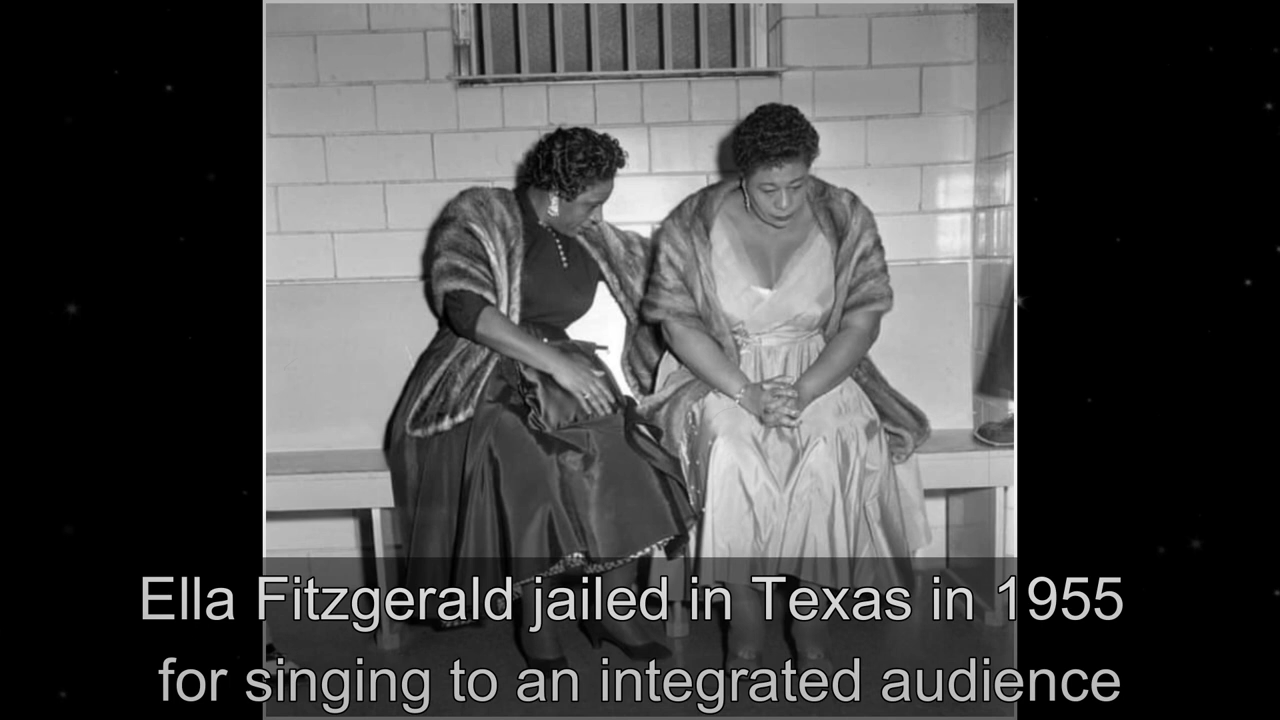 Ella Fitzgerald jailed in Texas in 1955
for singing to an integrated audience